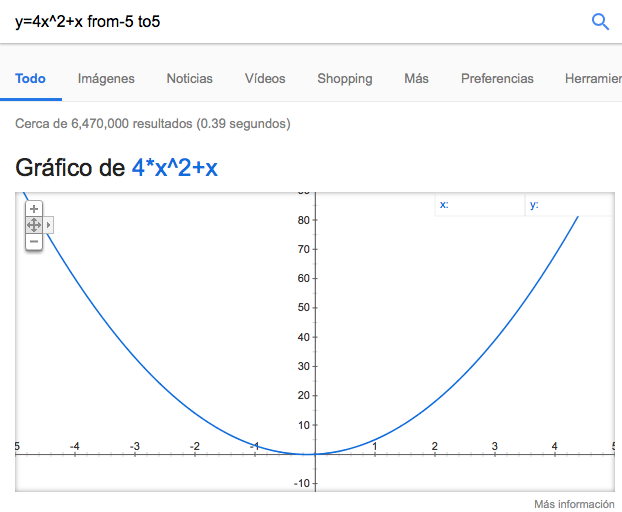 y=4x^2+x from-5 to5
Todo Imágenes Noticias Vídeos Shopping Más Preferencias Herramier
Cerca de 6,470,000 resultados (0.39 segundos)
Gráfico de 4*x^2+x
x: y:
80
70
60
50
40
30
20
10
5 -4 -3 -2 -1 1 2 3 4
-10
Más información